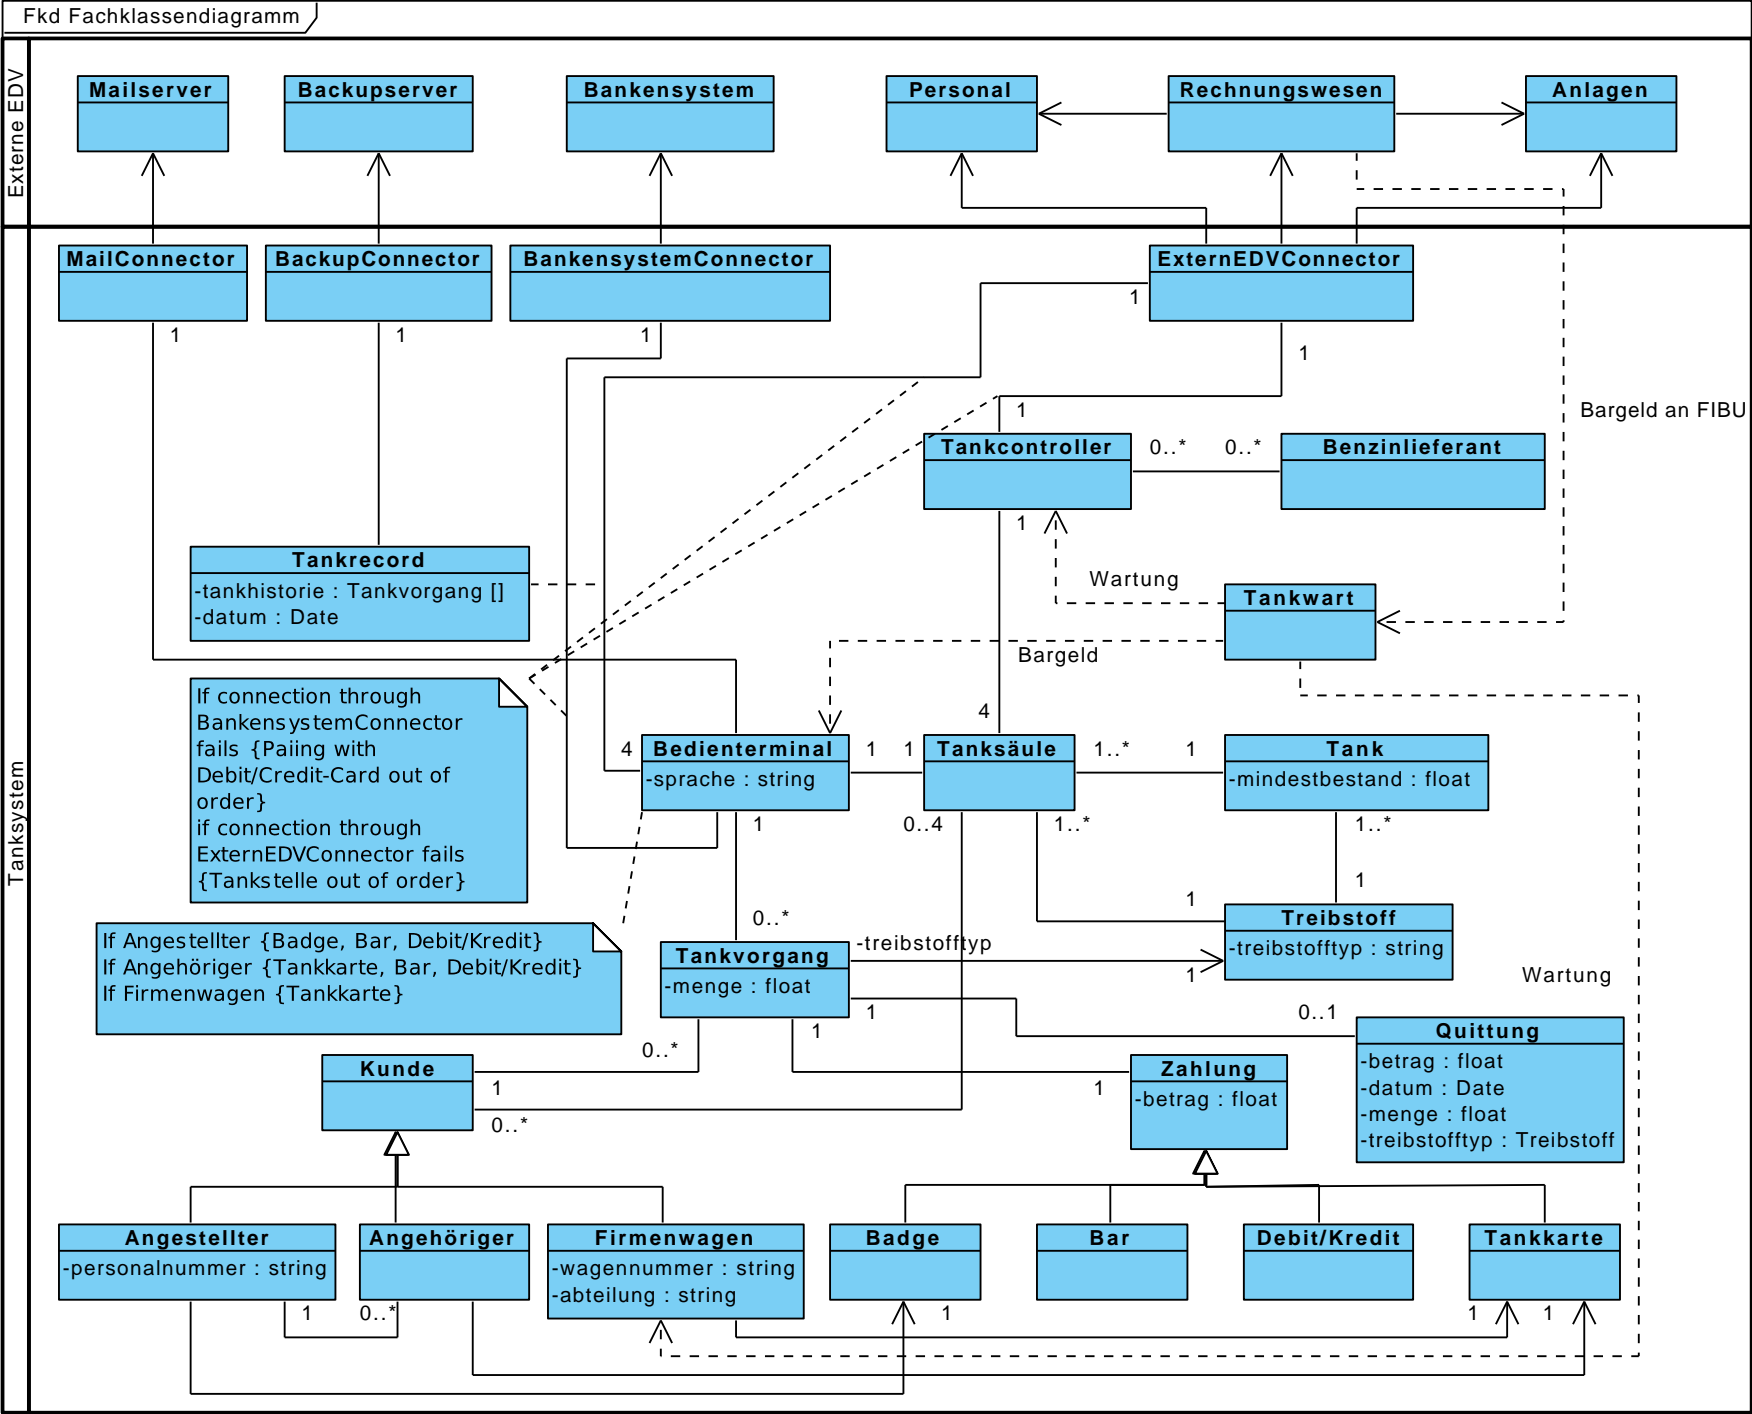 Fkd Fachklassendiagramm
Externe EDV
Mailserver
Backupserver
Bankensystem
Personal
Rechnungswesen
Anlagen
Tanksystem
MailConnector
BackupConnector
BankensystemConnector
ExternEDVConnector
1
1
1
1
1
1
Bargeld an FIBU
Tankcontroller
0..*
0..*
Benzinlieferant
1
Tankrecord
-tankhistorie : Tankvorgang []
-datum : Date
Wartung
Tankwart
Bargeld
If connection through
BankensystemConnector
fails {Paiing with
Debit/Credit-Card out of
order}
if connection through
ExternEDVConnector fails
{Tankstelle out of order}
4
4
Bedienterminal
-sprache : string
1
1
Tanksäule
1..*
1
Tank
-mindestbestand : float
1
0..4
1..*
1..*
1
1
0..*
Treibstoff
-treibstofftyp : string
If Angestellter {Badge, Bar, Debit/Kredit}
If Angehöriger {Tankkarte, Bar, Debit/Kredit}
If Firmenwagen {Tankkarte}
Tankvorgang
-menge : float
-treibstofftyp
1
Wartung
1
1
0..1
0..*
Quittung
-betrag : float
-datum : Date
-menge : float
-treibstofftyp : Treibstoff
Kunde
1
0..*
1
Zahlung
-betrag : float
Angestellter
-personalnummer : string
Angehöriger
Firmenwagen
-wagennummer : string
-abteilung : string
Badge
Bar
Debit/Kredit
Tankkarte
1
0..*
1
1
1